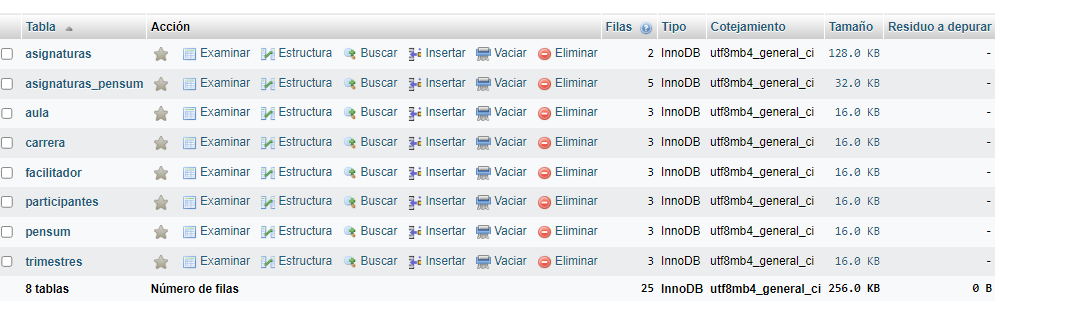 Tabla Acción Filas Tipo Cotejamiento Tamaño Residuo a depurar
asignaturas Examinar Estructura Buscar Insertar Vaciar Eliminar 2 InnoDB utf8mb4_general_ci 128.0 KB -
asignaturas_pensum Examinar Estructura Buscar Insertar Vaciar Eliminar 5 InnoDB utf8mb4_general_ci 32.0 KB -
aula Examinar Estructura Buscar Insertar Vaciar Eliminar 3 InnoDB utf8mb4_general_ci 16.0 KB -
carrera Examinar Estructura Buscar Insertar Vaciar Eliminar 3 InnoDB utf8mb4_general_ci 16.0 KB -
facilitador Examinar Estructura Buscar Insertar Vaciar Eliminar 3 InnoDB utf8mb4_general_ci 16.0 KB -
participantes Examinar Estructura Buscar Insertar Vaciar Eliminar 3 InnoDB utf8mb4_general_ci 16.0 KB -
pensum Examinar Estructura Buscar Insertar Vaciar Eliminar 3 InnoDB utf8mb4_general_ci 16.0 KB -
trimestres Examinar Estructura Buscar Insertar Vaciar Eliminar 3 InnoDB utf8mb4_general_ci 16.0 KB -
8 tablas Número de filas 25 InnoDB utf8mb4_general_ci 256.0 KB 0 B